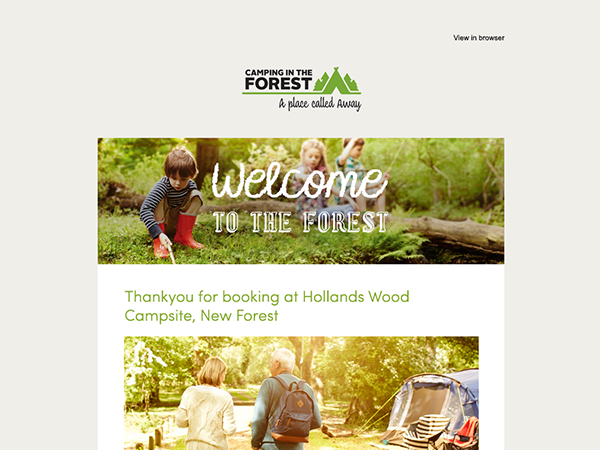 View in browser
CAMPING IN THE
FOREST
A place called Away
Welcome
TO THE FOREST
Thankyou for booking at Hollands Wood
Campsite, New Forest